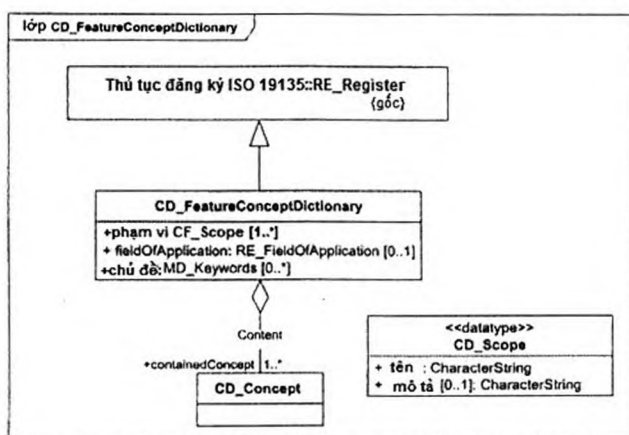 lớp CD_FeatureConceptDictionary
Thủ tục đăng ký ISO 19135::RE_Register
{gốc}
CD_FeatureConceptDictionary
+phạm vi CF_Scope [1..*]
+ fieldOfApplication: RE_FieldOfApplication [0..1]
+chủ đề: MD_Keywords [0..*]
Content
+containedConcept 1..*
CD_Concept
<<datatype>>
CD_Scope
+ tên : CharacterString
+ mô tả [0..1]: CharacterString